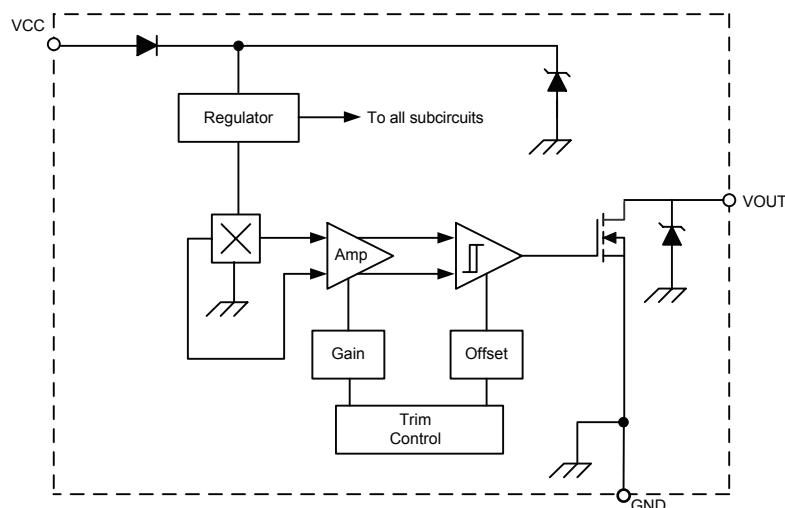 VCC
Regulator
To all subcircuits
VOUT
Amp
Gain
Offset
Trim
Control
GND